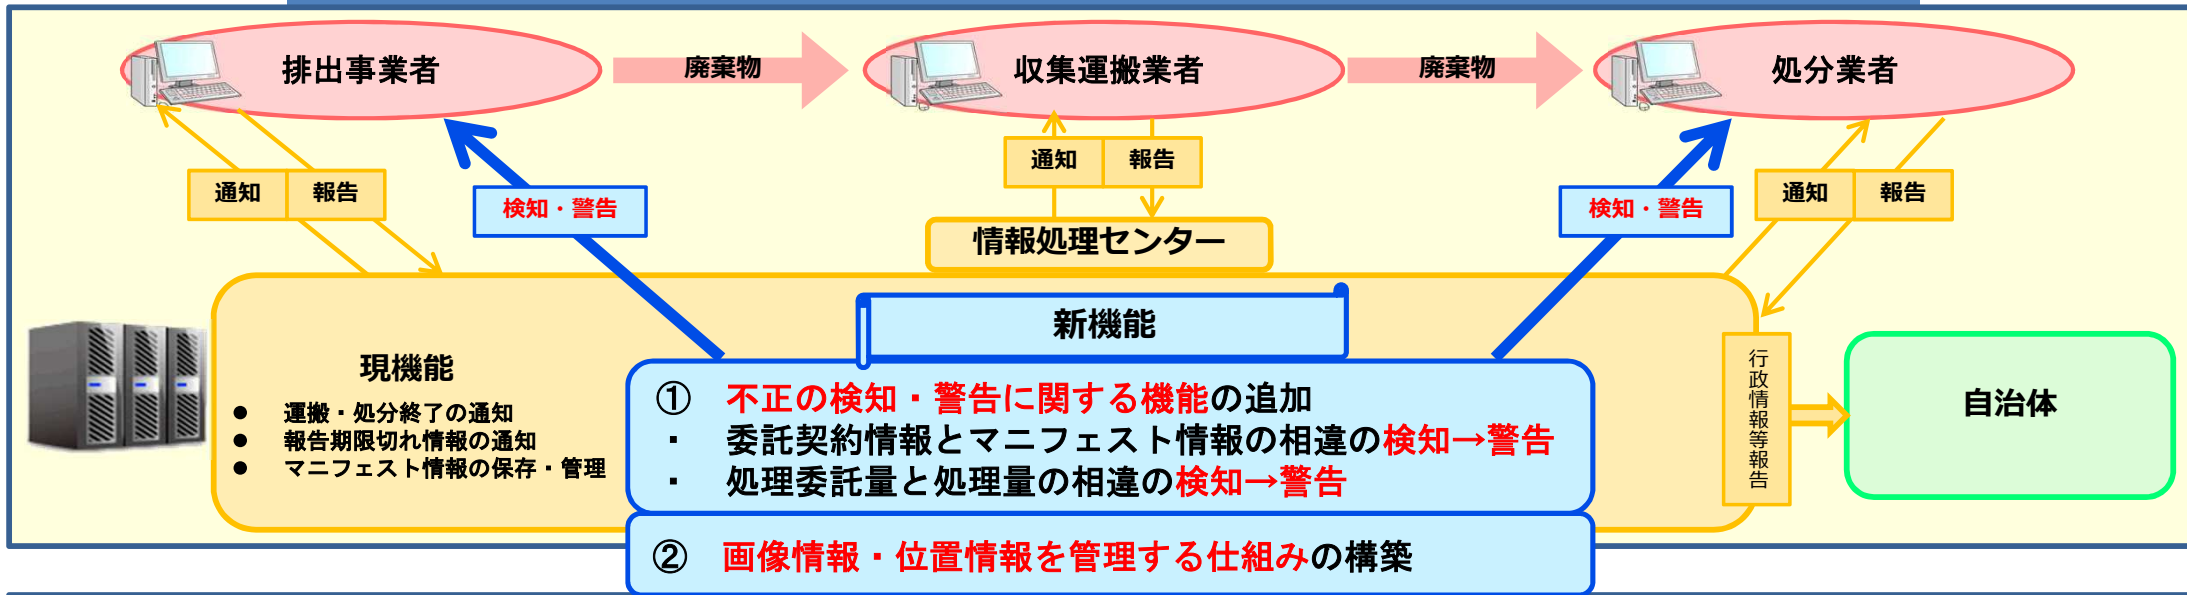 排出事業者
廃棄物
収集運搬業者
廃棄物
処分業者
通知
報告
検知・警告
通知
報告
検知・警告
通知
報告
情報処理センター
新機能
現機能
● 運搬・処分終了の通知
● 報告期限切れ情報の通知
● マニフェスト情報の保存・管理
① 不正の検知・警告に関する機能の追加
・ 委託契約情報とマニフェスト情報の相違の検知→警告
・ 処理委託量と処理量の相違の検知→警告
② 画像情報・位置情報を管理する仕組みの構築
行政情報等報告
自治体